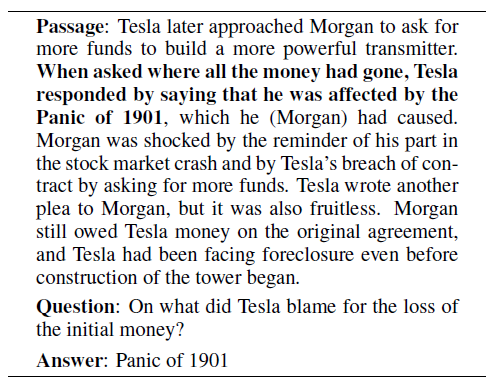 Passage: Tesla later approached Morgan to ask for
more funds to build a more powerful transmitter.
When asked where all the money had gone, Tesla
responded by saying that he was affected by the
Panic of 1901, which he (Morgan) had caused.
Morgan was shocked by the reminder of his part in
the stock market crash and by Tesla's breach of con-
tract by asking for more funds. Tesla wrote another
plea to Morgan, but it was also fruitless. Morgan
still owed Tesla money on the original agreement,
and Tesla had been facing foreclosure even before
construction of the tower began.
Question: On what did Tesla blame for the loss of
the initial money?
Answer: Panic of 1901